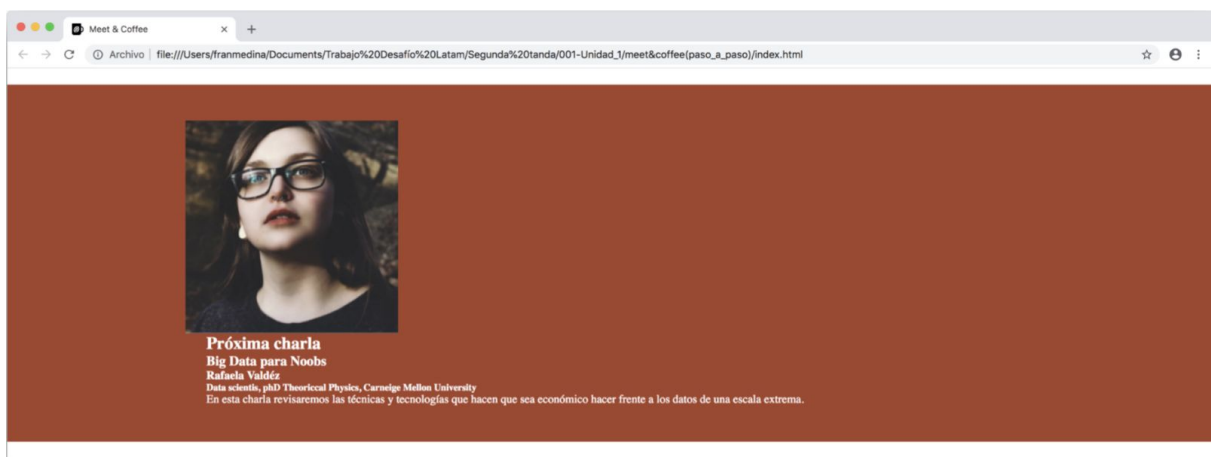 Meet & Coffee
Archivo | file:///Users/franmedina/Documents/Trabajo%20Desafío%20Latam/Segunda%20tanda/001-Unidad_1/meet&coffee(paso_a_paso)/index.html
Próxima charla
Big Data para Noobs
Rafaela Valdéz
Data scientis, phD Theoriccal Physics, Carneige Mellon University
En esta charla revisaremos las técnicas y tecnologías que hacen que sea económico hacer frente a los datos de una escala extrema.